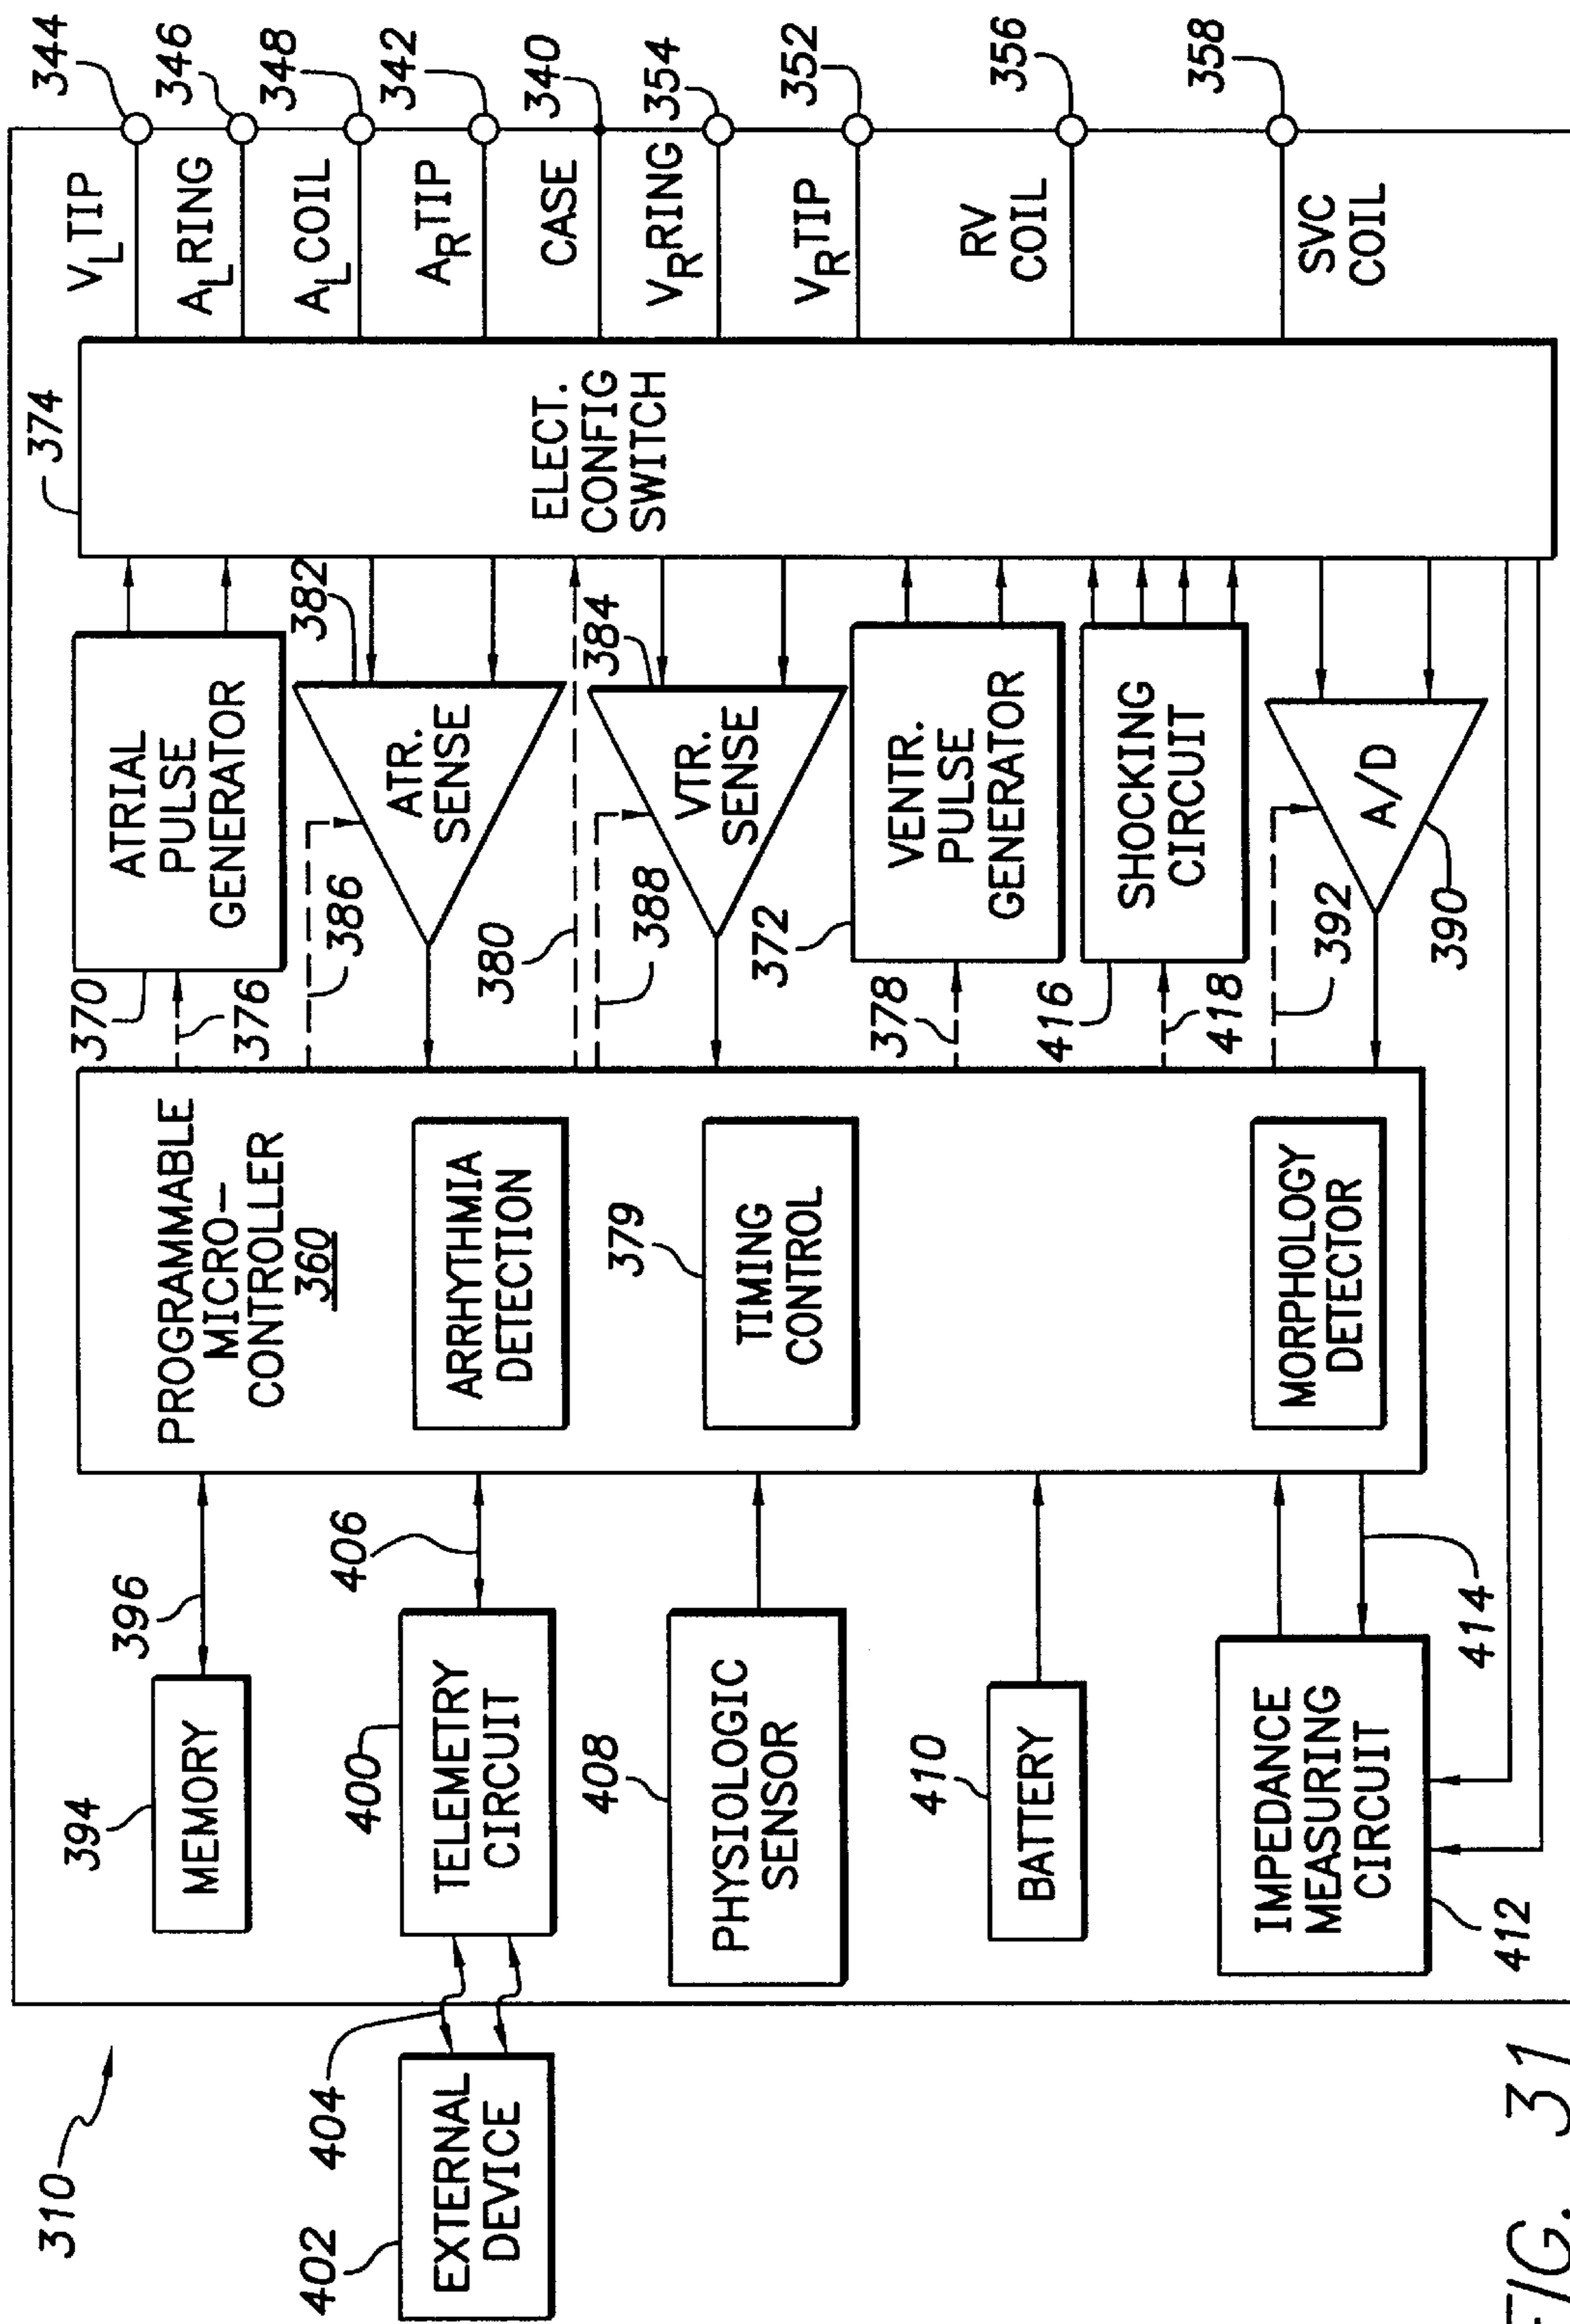 310
402
EXTERNAL
DEVICE
404
394
MEMORY
396
400
TELEMETRY
CIRCUIT
406
408
PHYSIOLOGIC
SENSOR
410
BATTERY
IMPEDANCE
MEASURING
CIRCUIT
412
414
PROGRAMMABLE
MICRO–
CONTROLLER
360
ARRHYTHMIA
DETECTION
379
TIMING
CONTROL
MORPHOLOGY
DETECTOR
370
376
ATRIAL
PULSE
GENERATOR
386
382
ATR.
SENSE
380
388
384
VTR.
SENSE
372
378
VENTR.
PULSE
GENERATOR
416
418
SHOCKING
CIRCUIT
392
A/D
390
374
ELECT.
CONFIG
SWITCH
VLTIP
344
ALRING
346
ALCOIL
348
ARTIP
342
CASE
340
VRRING
354
VRTIP
352
RV
COIL
356
SVC
COIL
358
FIG. 31